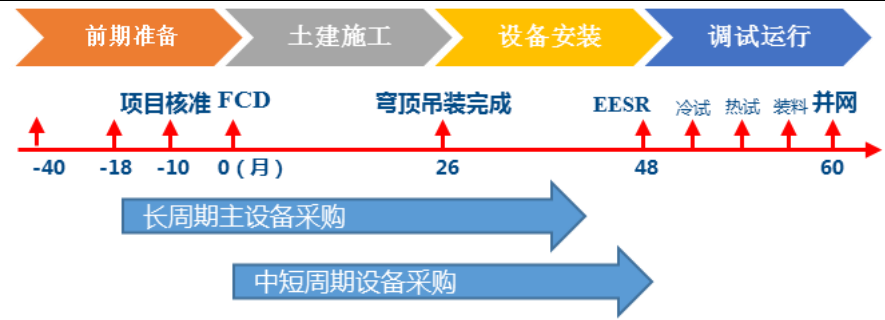 前期准备 土建施工 设备安装 调试运行
项目核准 FCD 穹顶吊装完成 EESR 冷试 热试 装料 并网
-40 -18 -10 0（月） 26 48 60
长周期主设备采购
中短周期设备采购